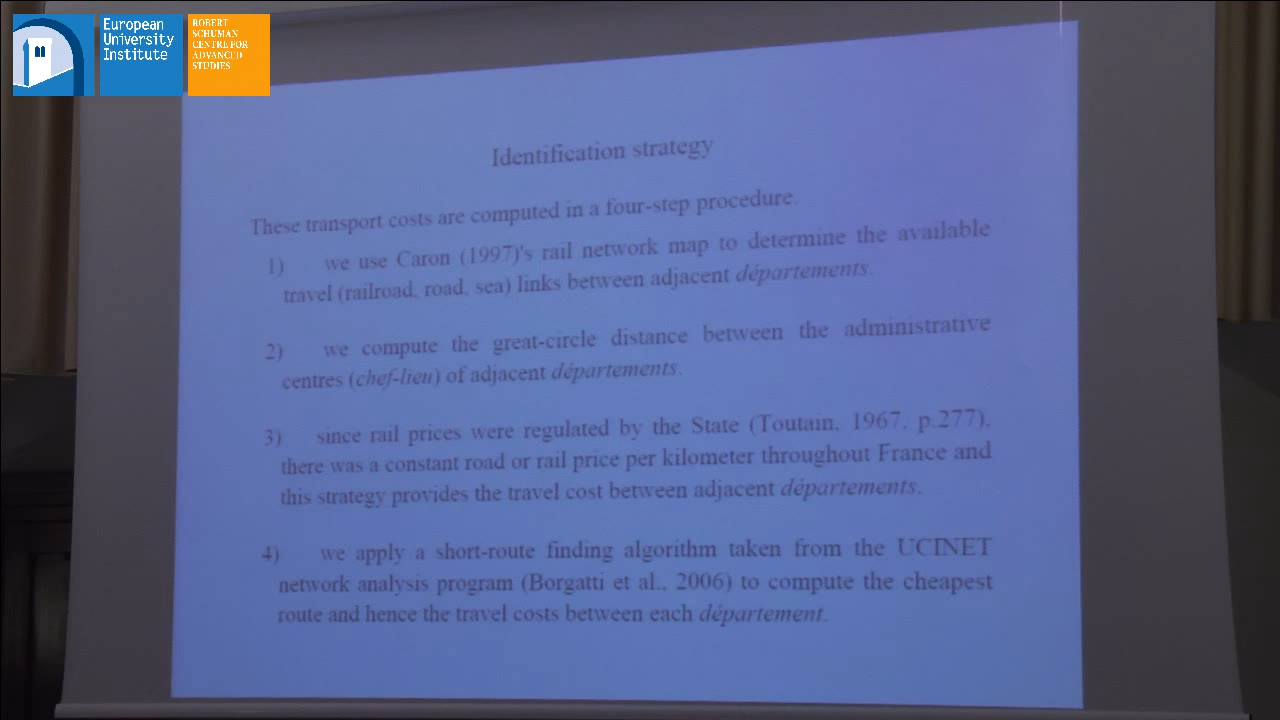 European
University
Institute
ROBERT
SCHUMAN
CENTRE FOR
ADVANCED
STUDIES
Identification strategy
These transport costs are computed in a four-step procedure.
1) we use Caron (1997)'s rail network map to determine the available
travel (railroad, road, sea) links between adjacent départements.
2) we compute the great-circle distance between the administrative
centres (chef-lieu) of adjacent départements.
3) since rail prices were regulated by the State (Toutain, 1967, p.277),
there was a constant road or rail price per kilometer throughout France and
this strategy provides the travel cost between adjacent départements.
4) we apply a short-route finding algorithm taken from the UCINET
network analysis program (Borgatti et al., 2006) to compute the cheapest
route and hence the travel costs between each département.